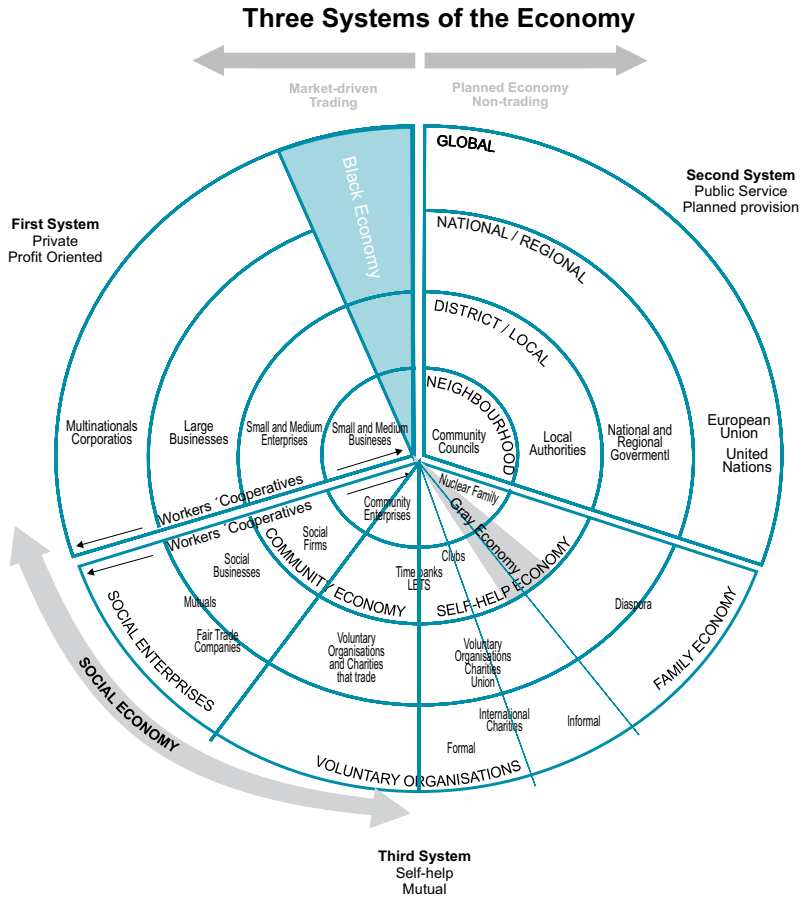 Three Systems of the Economy
Market-driven
Trading
Planned Economy
Non-trading
First System
Private
Profit Oriented
Second System
Public Service
Planned provision
Black Economy
GLOBAL
NATIONAL / REGIONAL
DISTRICT / LOCAL
NEIGHBOURHOOD
Multinationals
Corporatios
Large
Businesses
Small and Medium
Enterprises
Small and Medium
Busineses
Community
Councils
Local
Authorities
National and
Regional
Govermentl
European
Union
United
Nations
Workers ´Cooperatives
Workers ´Cooperatives
Community
Enterprises
Social
Firms
Social
Businesses
Mutuals
Fair Trade
Companies
COMMUNITY ECONOMY
SOCIAL ENTERPRISES
SOCIAL ECONOMY
Nuclear Family
Gray Economy
Clubs
Time banks
LETS
SELF-HELP ECONOMY
Diaspora
FAMILY ECONOMY
Voluntary
Organisations
and Charities
that trade
Voluntary
Organisations
Charities
Union
International
Charities
Informal
Formal
VOLUNTARY ORGANISATIONS
Third System
Self-help
Mutual